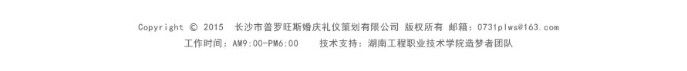 Copyright © 2015 长沙市普罗旺斯婚庆礼仪策划有限公司 版权所有 邮箱：0731plws@163.com
工作时间：AM9:00-PM6:00 技术支持：湖南工程职业技术学院造梦者团队